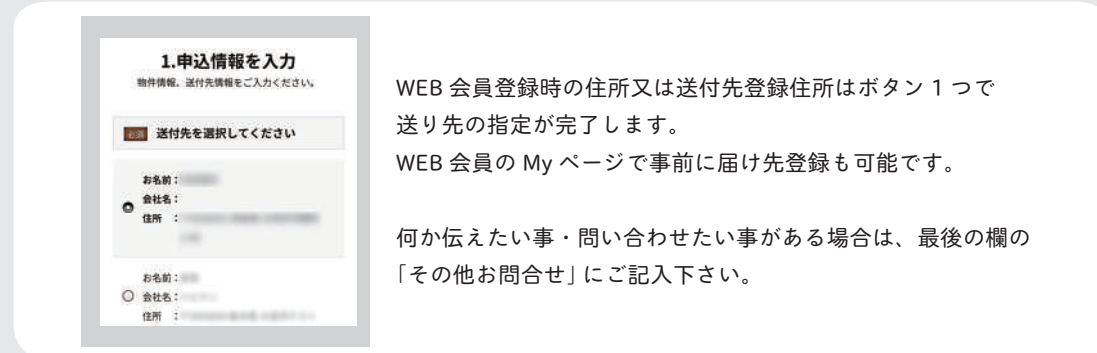 1.申込情報を入力
物件情報、送付先情報をご入力ください。
必須 送付先を選択してください
お名前：
会社名：
住所　：
お名前：
会社名：
住所　：
WEB 会員登録時の住所又は送付先登録住所はボタン 1 つで
送り先の指定が完了します。
WEB 会員の My ページで事前に届け先登録も可能です。
何か伝えたい事・問い合わせたい事がある場合は、最後の欄の
「その他お問合せ」にご記入下さい。